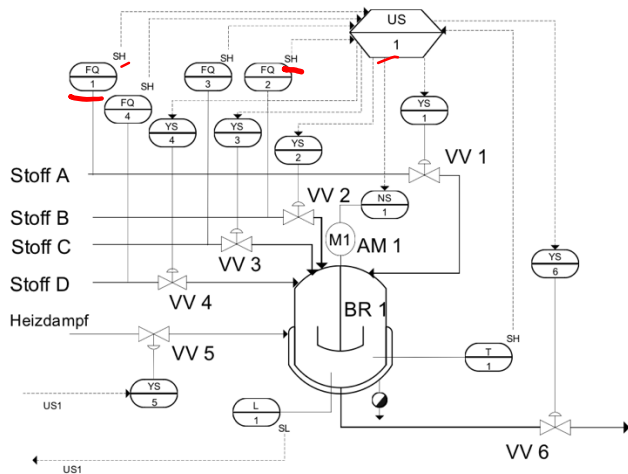 US
1
SH
SH
SH
SH
FQ
1
FQ
3
FQ
2
FQ
4
YS
4
YS
3
YS
1
YS
2
Stoff A
VV 1
NS
1
VV 2
Stoff B
M1
AM 1
Stoff C
VV 3
YS
6
Stoff D
VV 4
BR 1
Heizdampf
VV 5
SH
T
1
YS
5
US1
L
1
SL
VV 6
US1